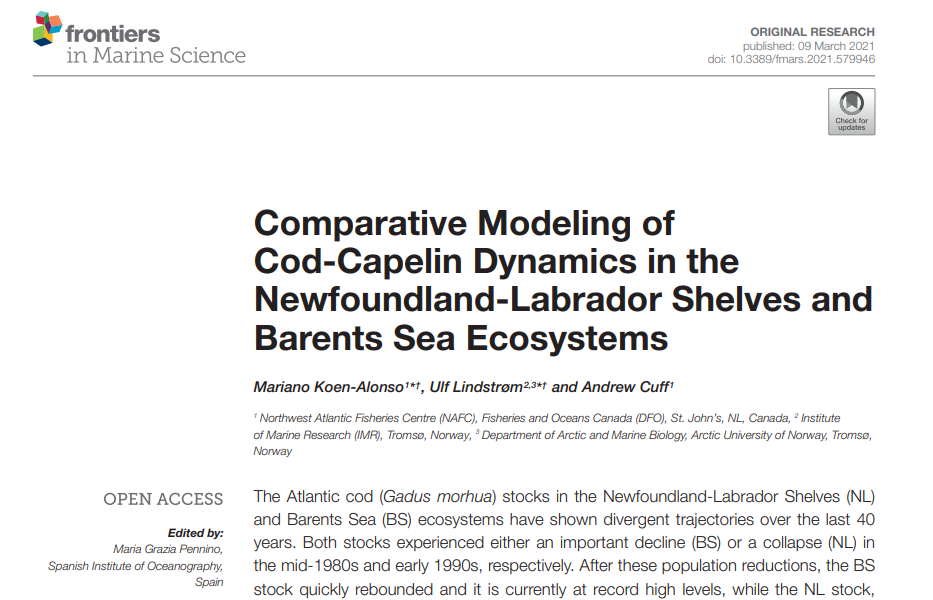 frontiers
in Marine Science
ORIGINAL RESEARCH
published: 09 March 2021
doi: 10.3389/fmars.2021.579946
Check for
updates
Comparative Modeling of
Cod-Capelin Dynamics in the
Newfoundland-Labrador Shelves and
Barents Sea Ecosystems
Mariano Koen-Alonso¹*†, Ulf Lindstrøm²,³*† and Andrew Cuff¹
¹ Northwest Atlantic Fisheries Centre (NAFC), Fisheries and Oceans Canada (DFO), St. John's, NL, Canada, ² Institute
of Marine Research (IMR), Tromsø, Norway, ³ Department of Arctic and Marine Biology, Arctic University of Norway, Tromsø,
Norway
OPEN ACCESS
Edited by:
Maria Grazia Pennino,
Spanish Institute of Oceanography,
Spain
The Atlantic cod (Gadus morhua) stocks in the Newfoundland-Labrador Shelves (NL)
and Barents Sea (BS) ecosystems have shown divergent trajectories over the last 40
years. Both stocks experienced either an important decline (BS) or a collapse (NL) in
the mid-1980s and early 1990s, respectively. After these population reductions, the BS
stock quickly rebounded and it is currently at record high levels, while the NL stock,